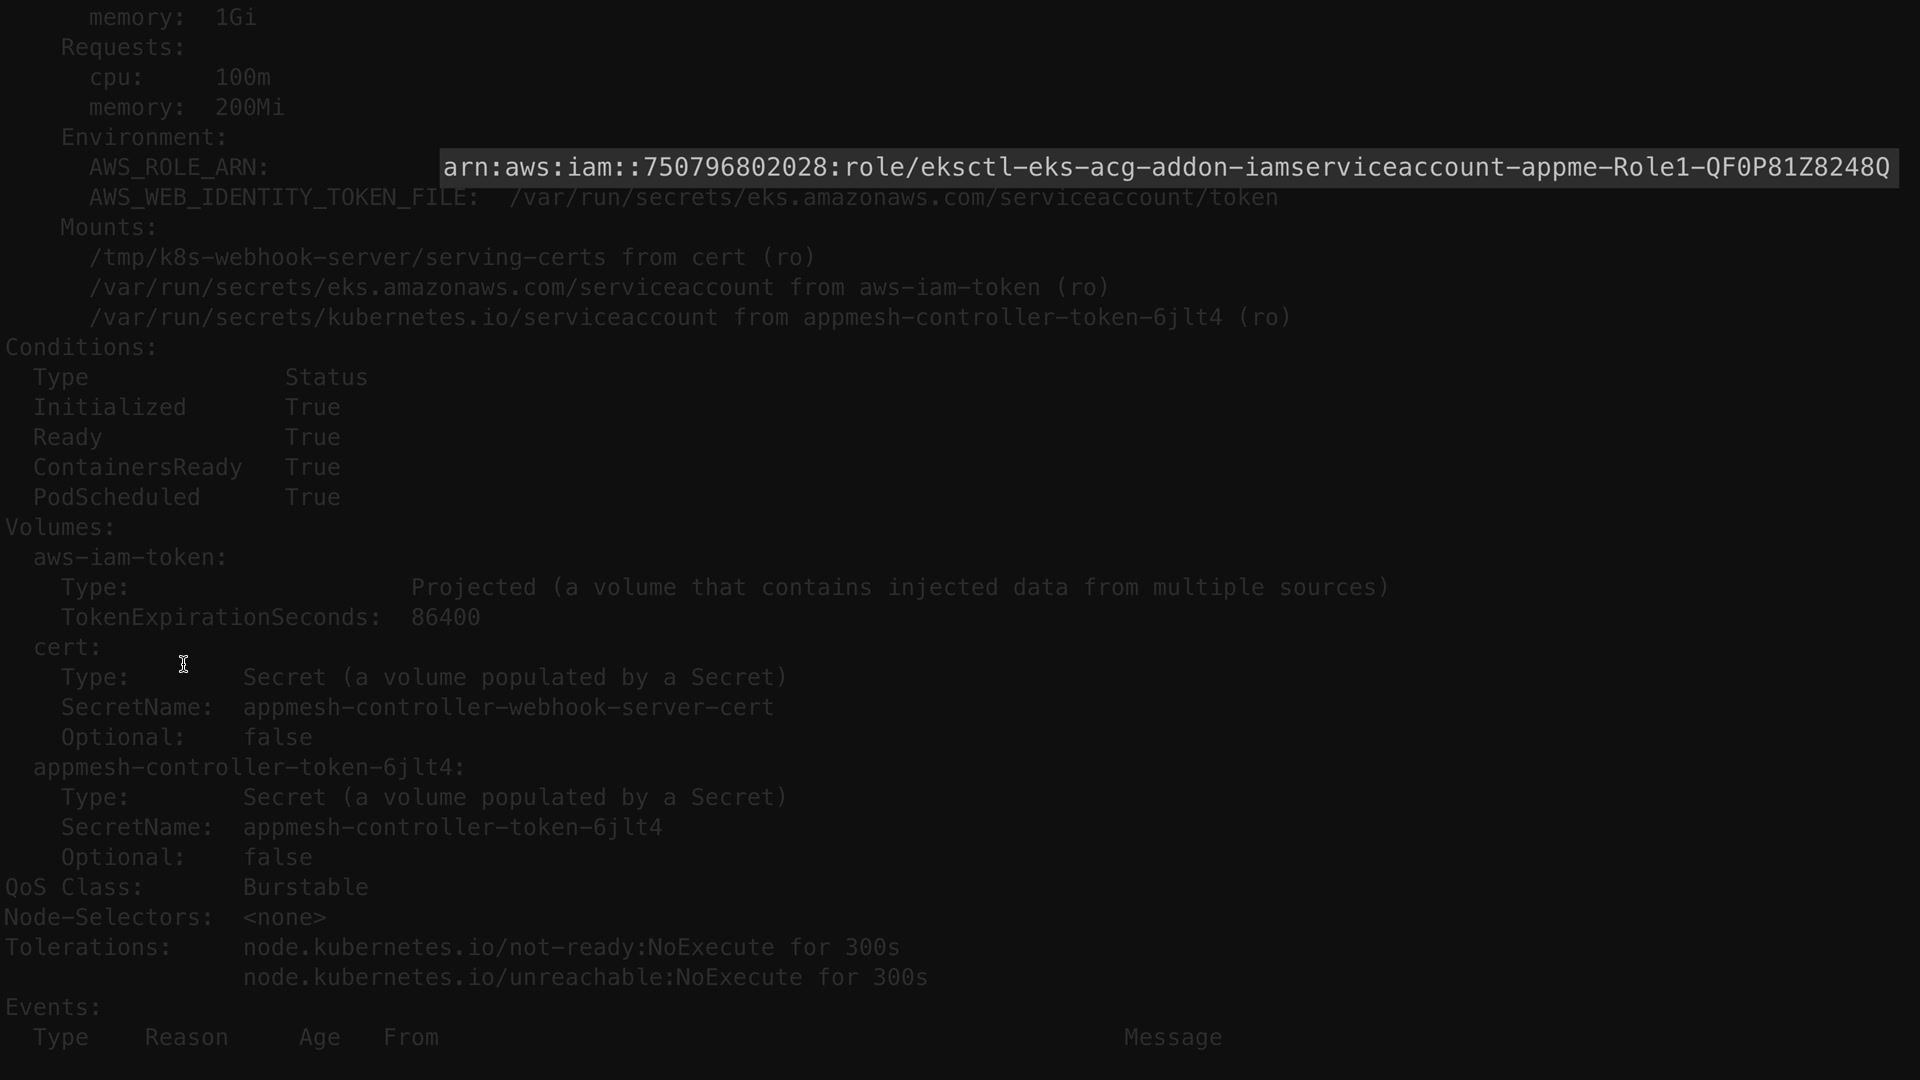 memory:  1Gi
Requests:
cpu:     100m
memory:  200Mi
Environment:
AWS_ROLE_ARN:  arn:aws:iam::750796802028:role/eksctl-eks-acg-addon-iamserviceaccount-appme-Role1-QF0P81Z8248Q
AWS_WEB_IDENTITY_TOKEN_FILE:  /var/run/secrets/eks.amazonaws.com/serviceaccount/token
Mounts:
/tmp/k8s-webhook-server/serving-certs from cert (ro)
/var/run/secrets/eks.amazonaws.com/serviceaccount from aws-iam-token (ro)
/var/run/secrets/kubernetes.io/serviceaccount from appmesh-controller-token-6jlt4 (ro)
Conditions:
Type              Status
Initialized       True
Ready             True
ContainersReady   True
PodScheduled      True
Volumes:
aws-iam-token:
Type:                    Projected (a volume that contains injected data from multiple sources)
TokenExpirationSeconds:  86400
cert:
Type:        Secret (a volume populated by a Secret)
SecretName:  appmesh-controller-webhook-server-cert
Optional:    false
appmesh-controller-token-6jlt4:
Type:        Secret (a volume populated by a Secret)
SecretName:  appmesh-controller-token-6jlt4
Optional:    false
QoS Class:       Burstable
Node-Selectors:  <none>
Tolerations:     node.kubernetes.io/not-ready:NoExecute for 300s
node.kubernetes.io/unreachable:NoExecute for 300s
Events:
Type    Reason     Age   From                                                 Message